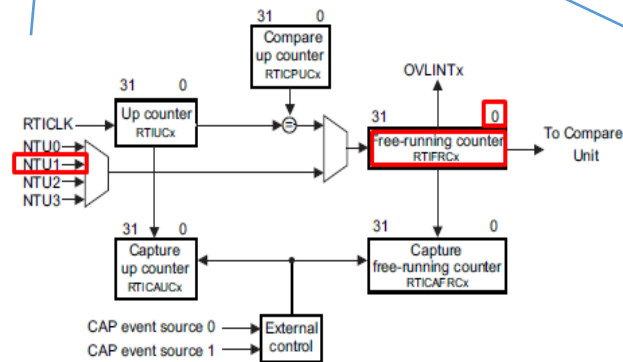 31 0
Compare
up counter
RTICPUCx
OVLINTx
31 0
Up counter
RTIUCx
RTICLK
=
31 0
Free-running counter
RTIFRCx
To Compare
Unit
NTU0
NTU1
NTU2
NTU3
31 0
Capture
up counter
RTICAUCx
31 0
Capture
free-running counter
RTICAFRCx
CAP event source 0
CAP event source 1
External
control